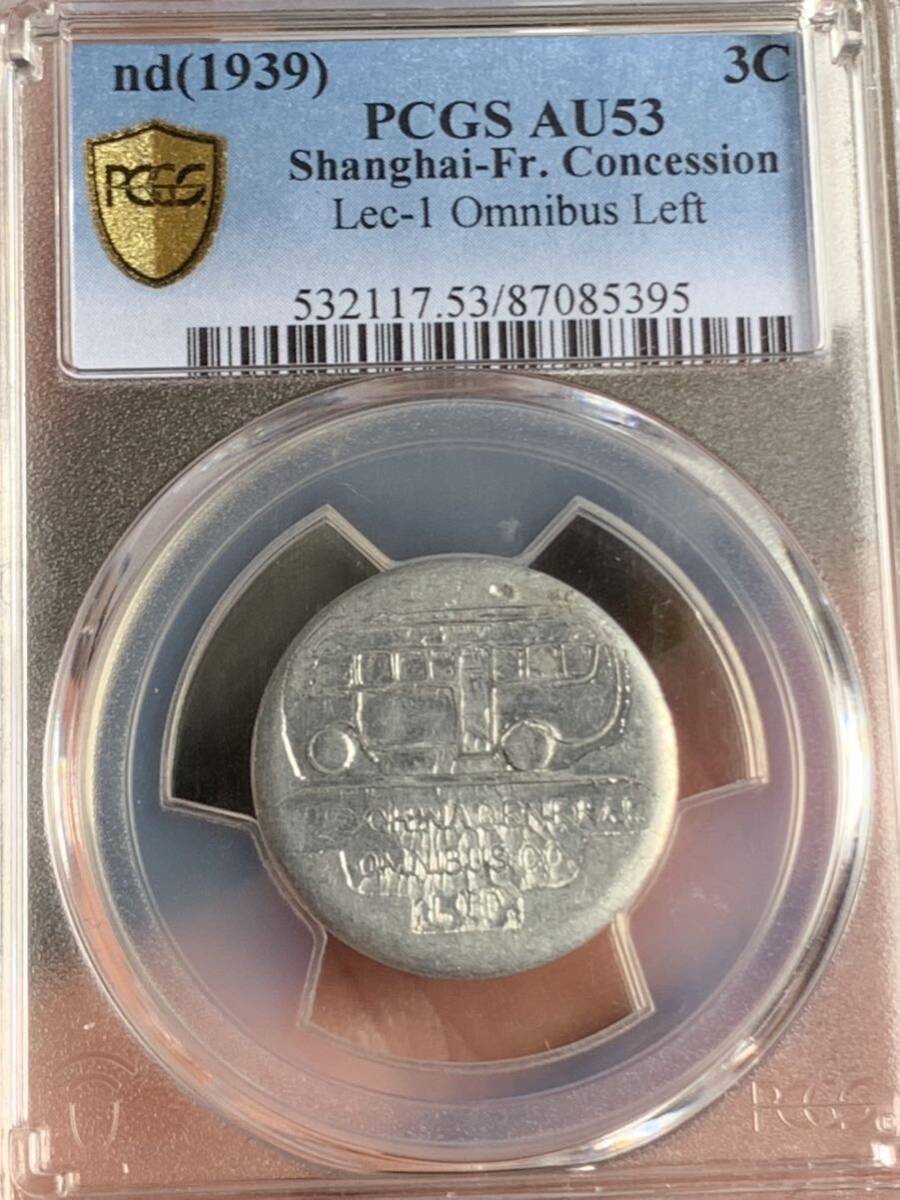 nd(1939) 3C
PCGS AU53
Shanghai-Fr. Concession
Lec-1 Omnibus Left
PCGS
532117.53/87085395
CHINA GENERAL
OMNIBUS CO.
LTD
PCGS